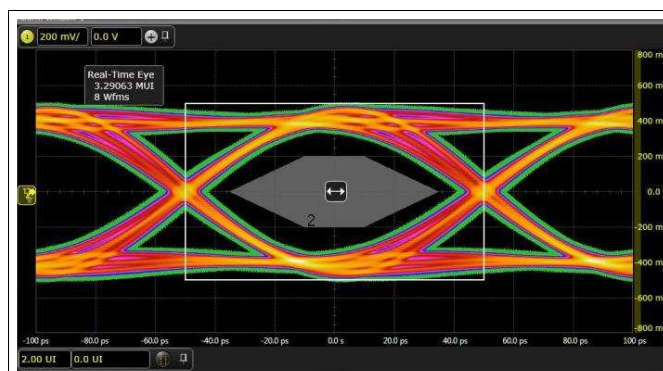 1 200 mV/ 0.0 V
800 m
Real-Time Eye
3.29063 MUI
8 Wfms
600 m
400 m
200 m
0.0
2
-200 m
-400 m
-600 m
-800 m
-100 ps -80.0 ps -60.0 ps -40.0 ps -20.0 ps 0.0 s 20.0 ps 40.0 ps 60.0 ps 80.0 ps 100 ps
2.00 UI 0.0 UI